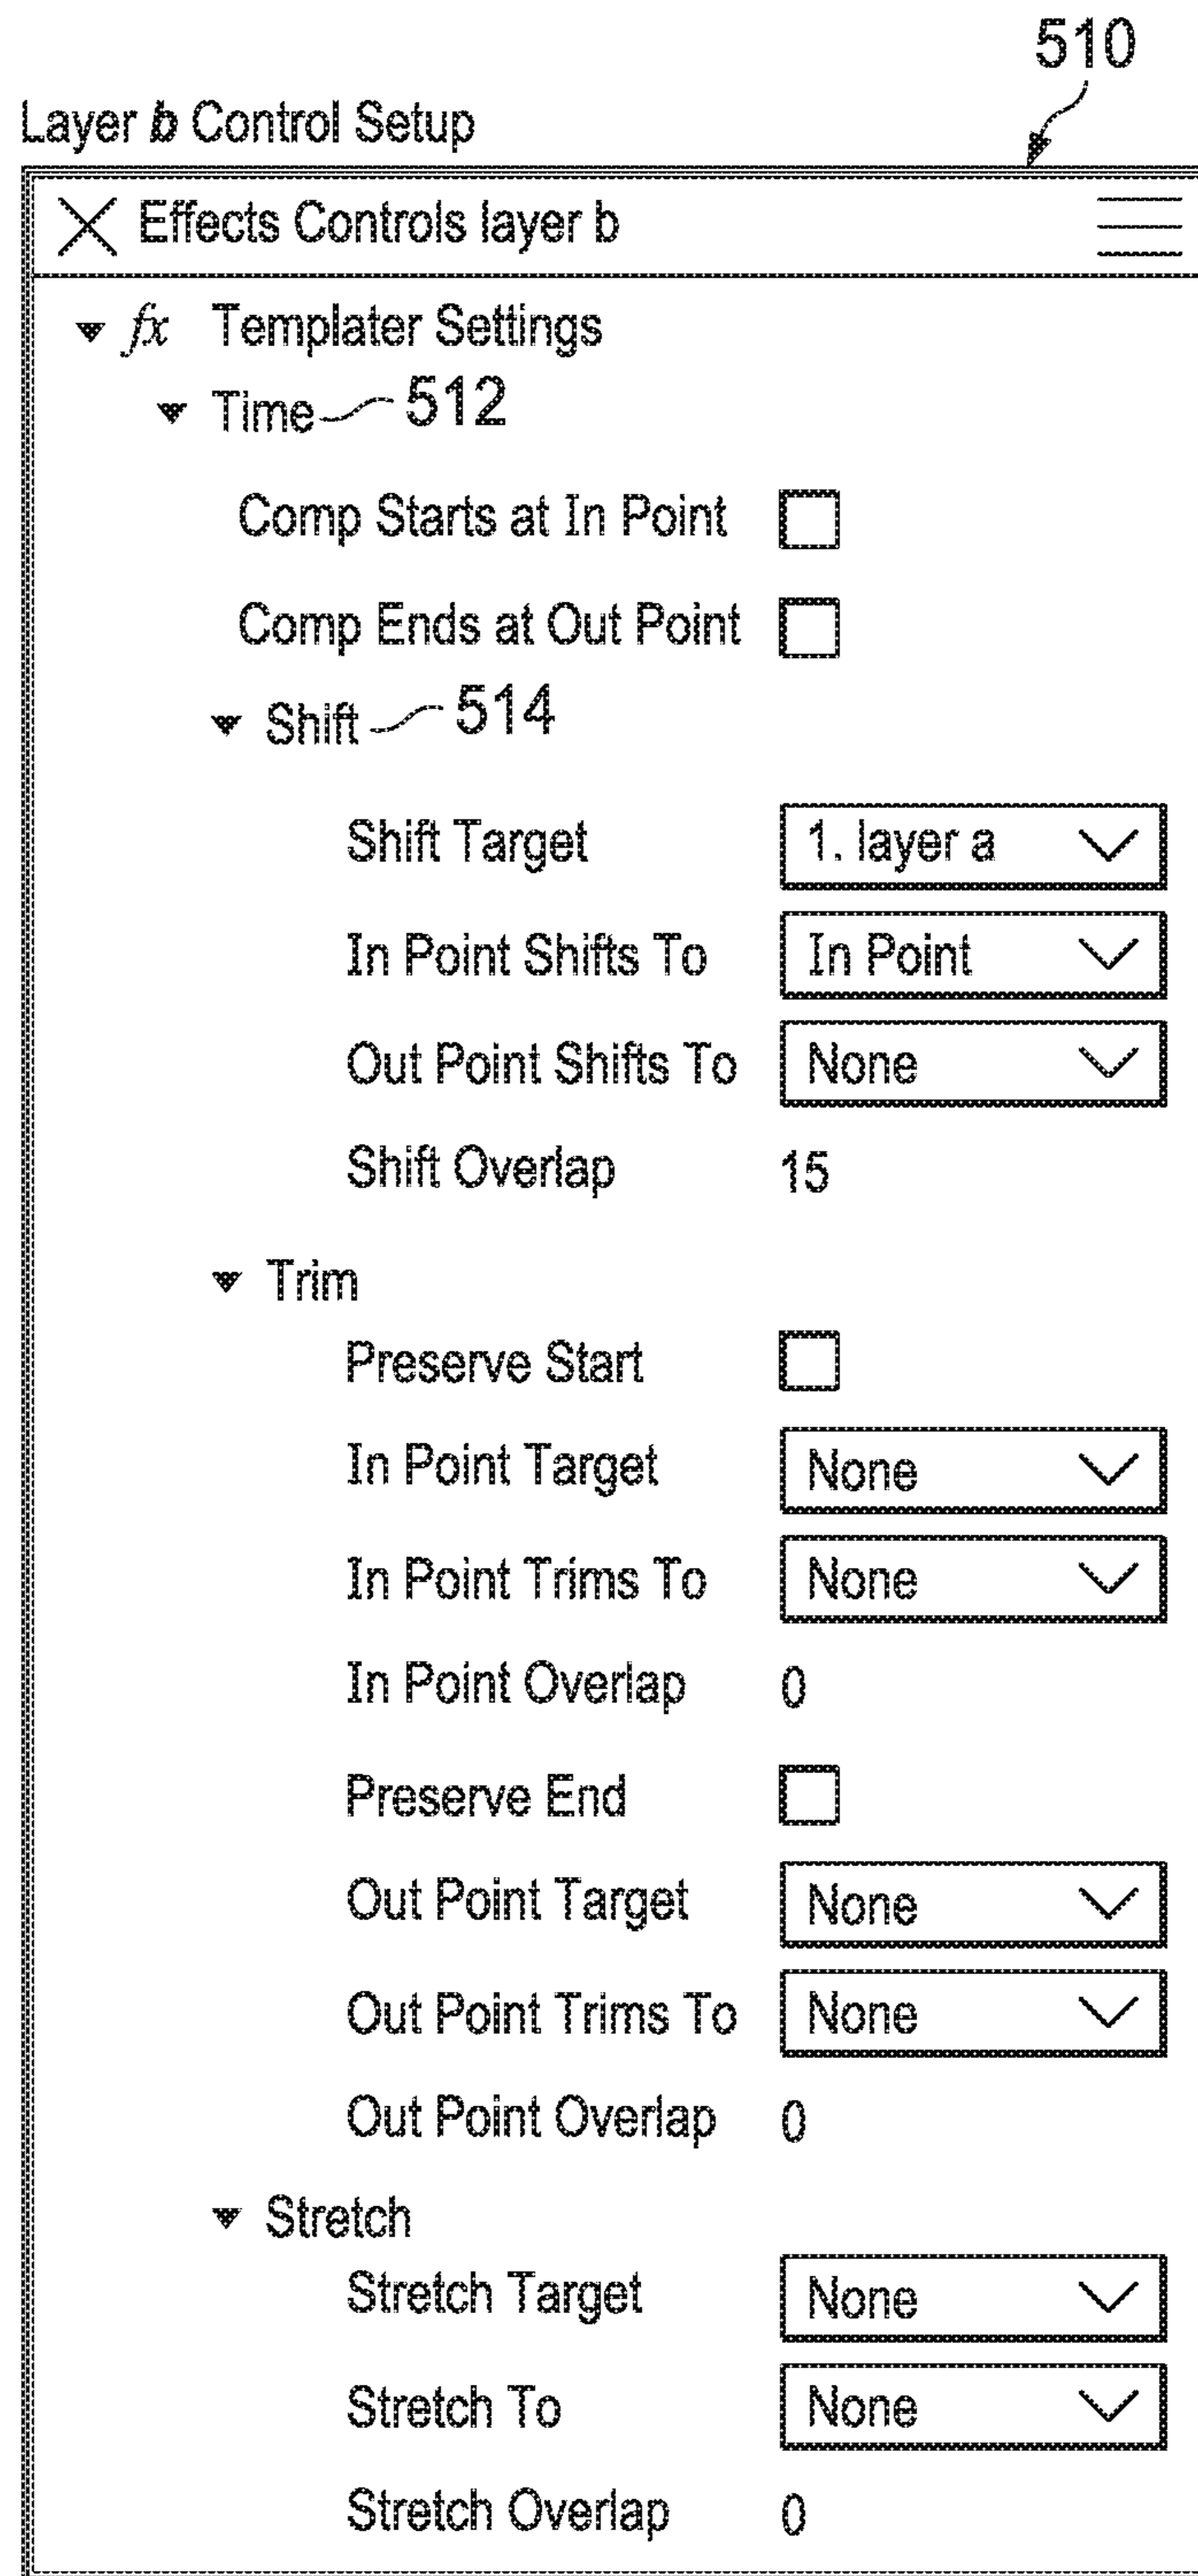 510
Layer b Control Setup
Effects Controls layer b
fx Templater Settings
Time 512
Comp Starts at In Point
Comp Ends at Out Point
Shift 514
Shift Target 1. layer a
In Point Shifts To In Point
Out Point Shifts To None
Shift Overlap 15
Trim
Preserve Start
In Point Target None
In Point Trims To None
In Point Overlap 0
Preserve End
Out Point Target None
Out Point Trims To None
Out Point Overlap 0
Stretch
Stretch Target None
Stretch To None
Stretch Overlap 0